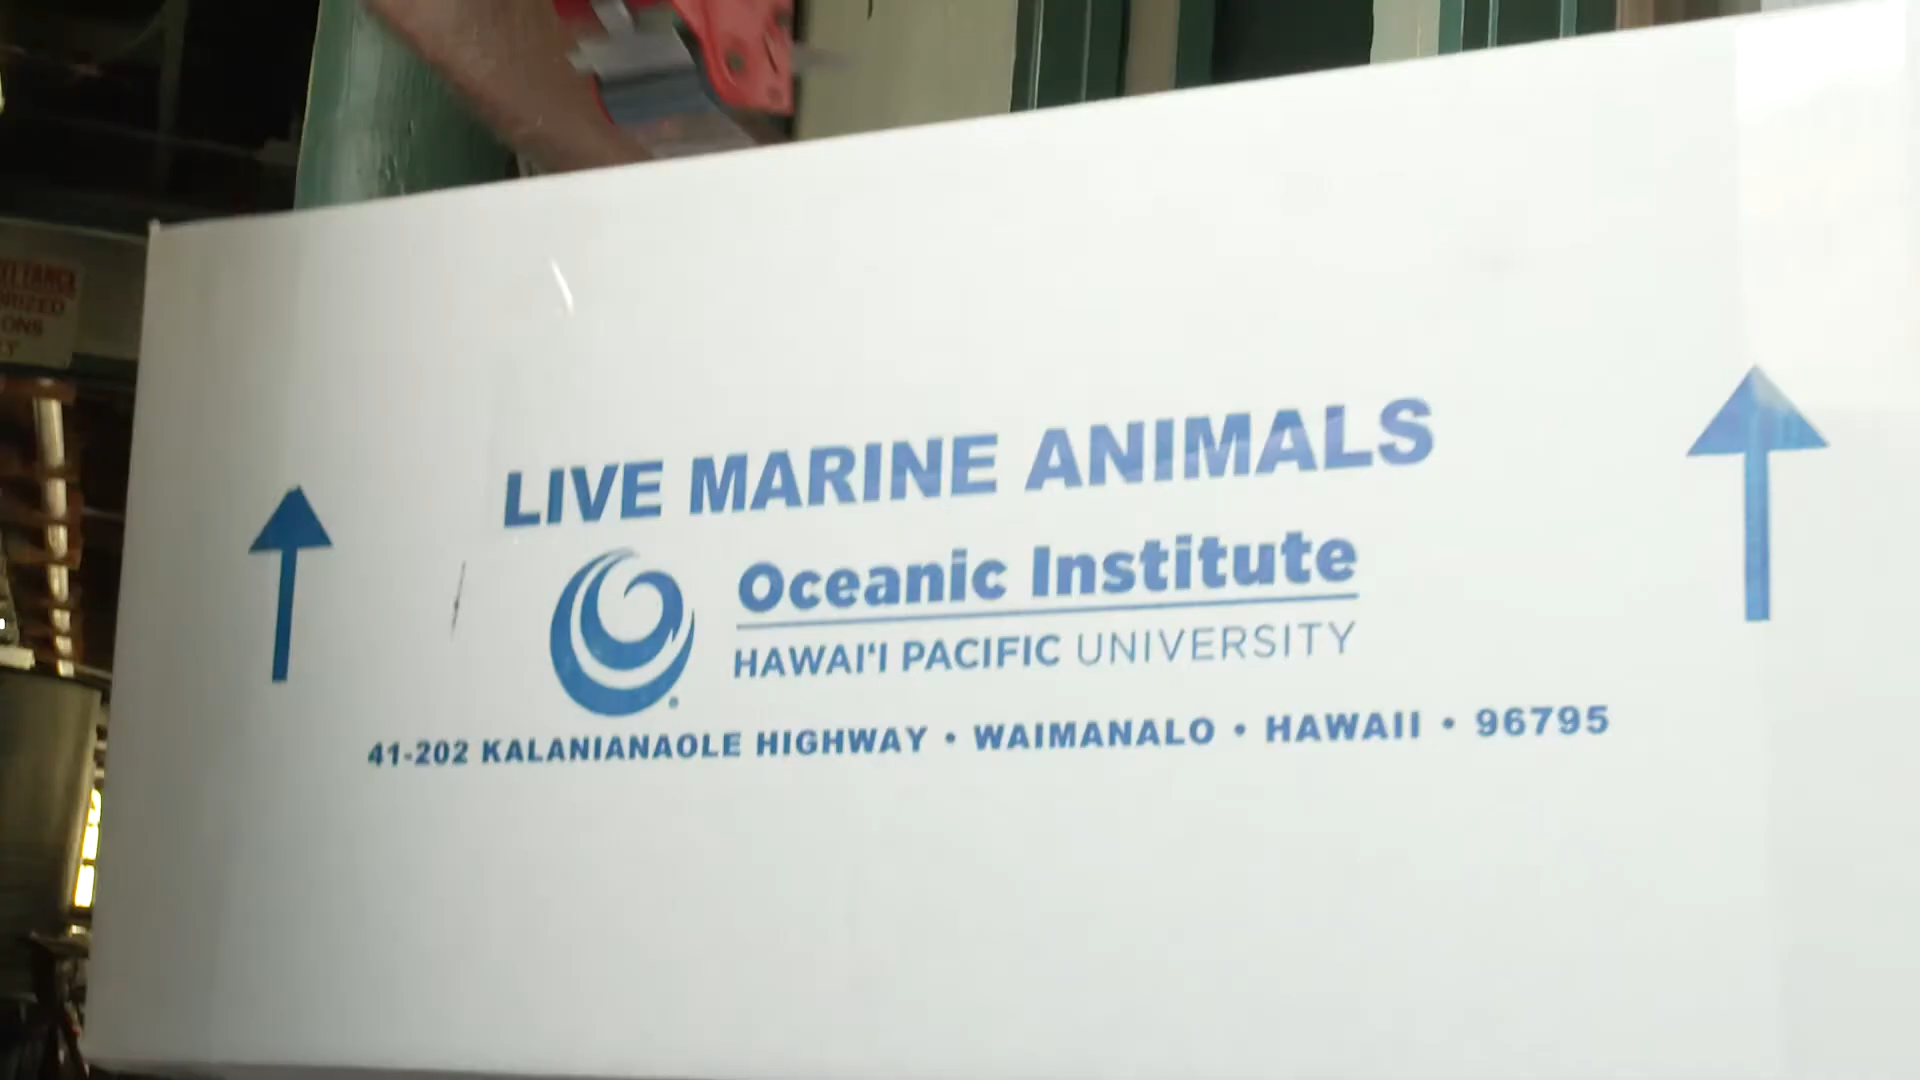 LIVE MARINE ANIMALS
Oceanic Institute
HAWAI‘I PACIFIC UNIVERSITY
41-202 KALANIANAOLE HIGHWAY • WAIMANALO • HAWAII • 96795